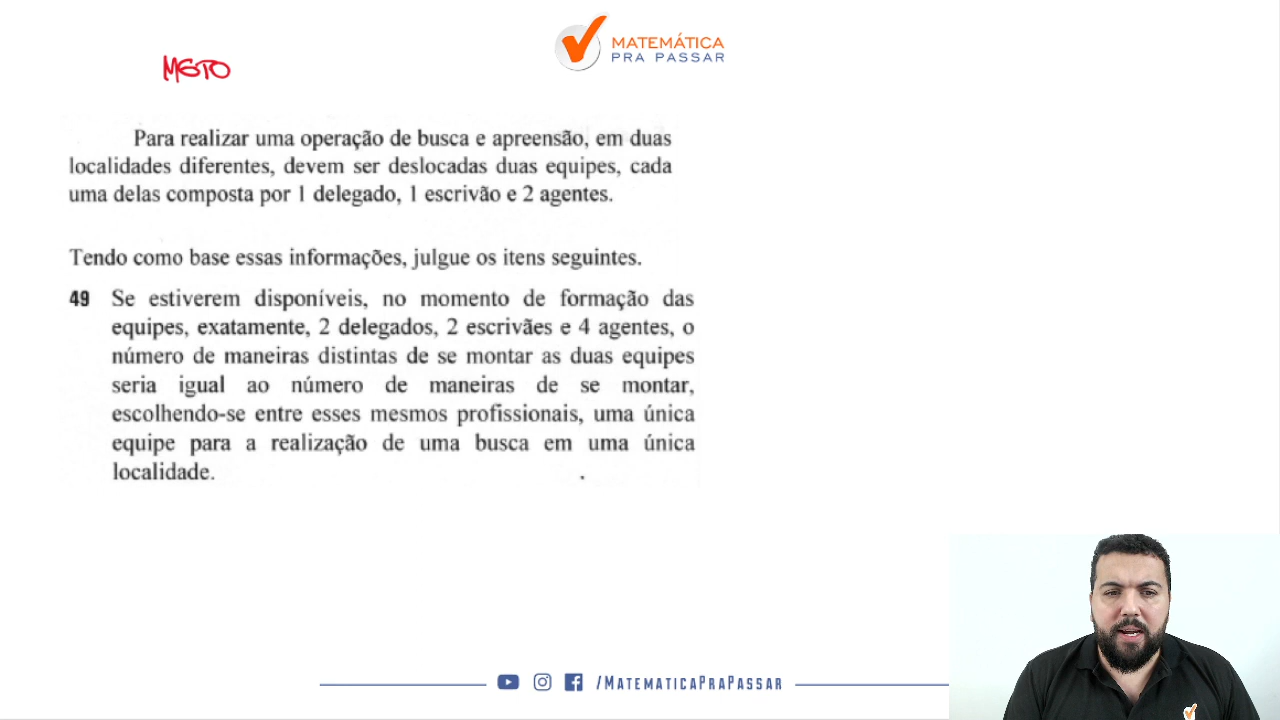 MATEMÁTICA
PRA PASSAR
Para realizar uma operação de busca e apreensão, em duas
localidades diferentes, devem ser deslocadas duas equipes, cada
uma delas composta por 1 delegado, 1 escrivão e 2 agentes.
Tendo como base essas informações, julgue os itens seguintes.
49 Se estiverem disponíveis, no momento de formação das
equipes, exatamente, 2 delegados, 2 escrivães e 4 agentes, o
número de maneiras distintas de se montar as duas equipes
seria igual ao número de maneiras de se montar,
escolhendo-se entre esses mesmos profissionais, uma única
equipe para a realização de uma busca em uma única
localidade.
/MATEMATICAPRAPASSAR